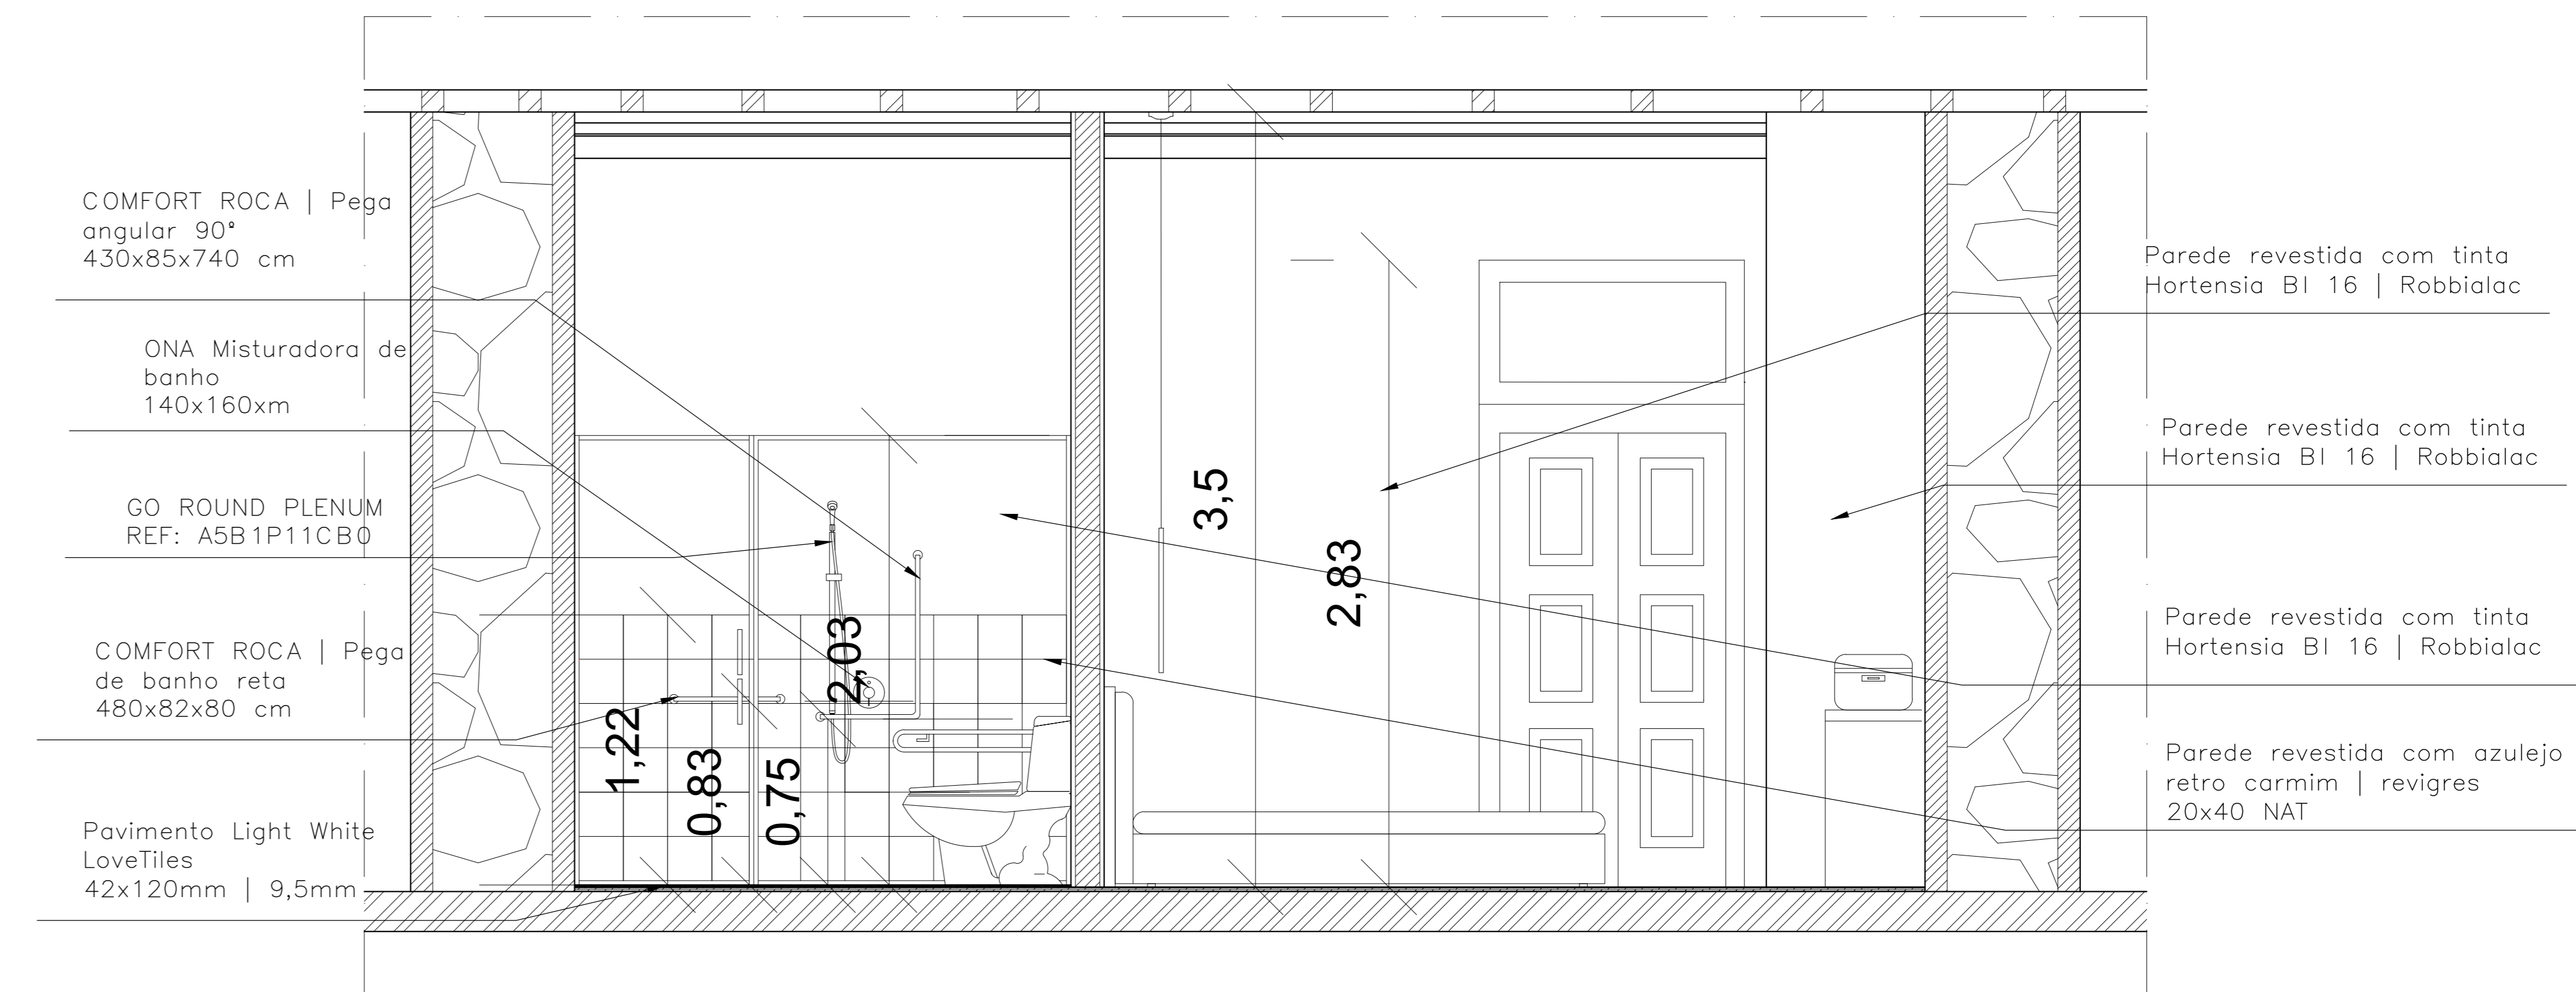 COMFORT ROCA | Pega
angular 90°
430x85x740 cm
ONA Misturadora de
banho
140x160xm
GO ROUND PLENUM
REF: A5B1P11CB0
COMFORT ROCA | Pega
de banho reta
480x82x80 cm
Pavimento Light White
LoveTiles
42x120mm | 9,5mm
1,22
0,83
0,75
2,03
3,5
2,83
Parede revestida com tinta
Hortensia BI 16 | Robbialac
Parede revestida com tinta
Hortensia BI 16 | Robbialac
Parede revestida com tinta
Hortensia BI 16 | Robbialac
Parede revestida com azulejo
retro carmim | revigres
20x40 NAT